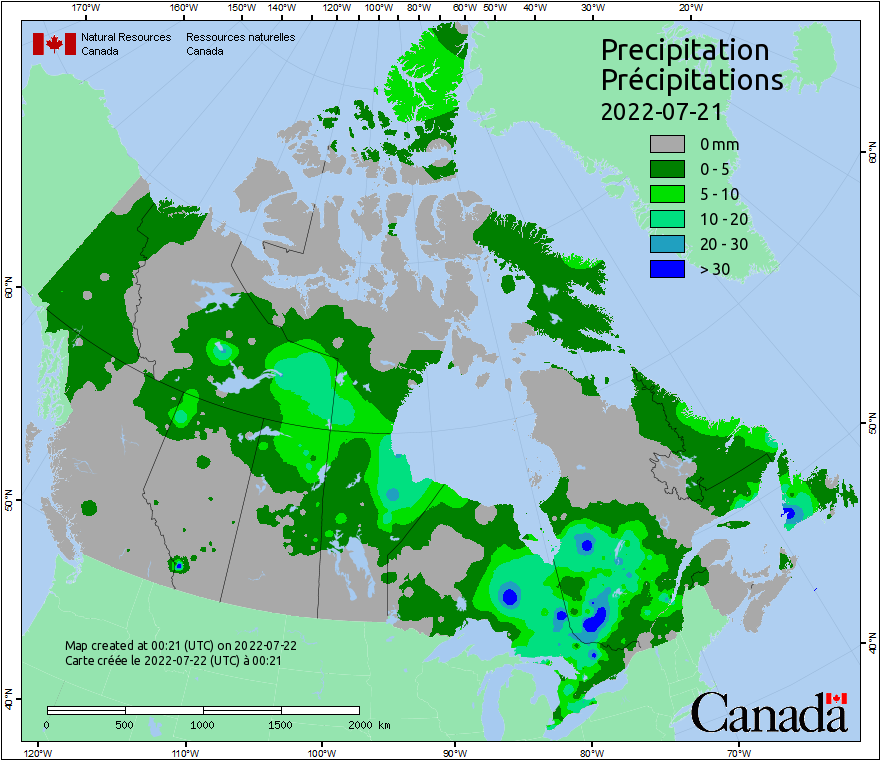 170°W 160°W 150°W 140°W 120°W 100°W 80°W 60°W 50°W 40°W 30°W 20°W
Natural Resources Canada
Ressources naturelles Canada
Precipitation
Précipitations
2022-07-21
0 mm
0 - 5
5 - 10
10 - 20
20 - 30
> 30
60°N
50°N
40°N
60°N
50°N
40°N
Map created at 00:21 (UTC) on 2022-07-22
Carte créée le 2022-07-22 (UTC) à 00:21
0 500 1000 1500 2000 km
Canada
120°W 110°W 100°W 90°W 80°W 70°W